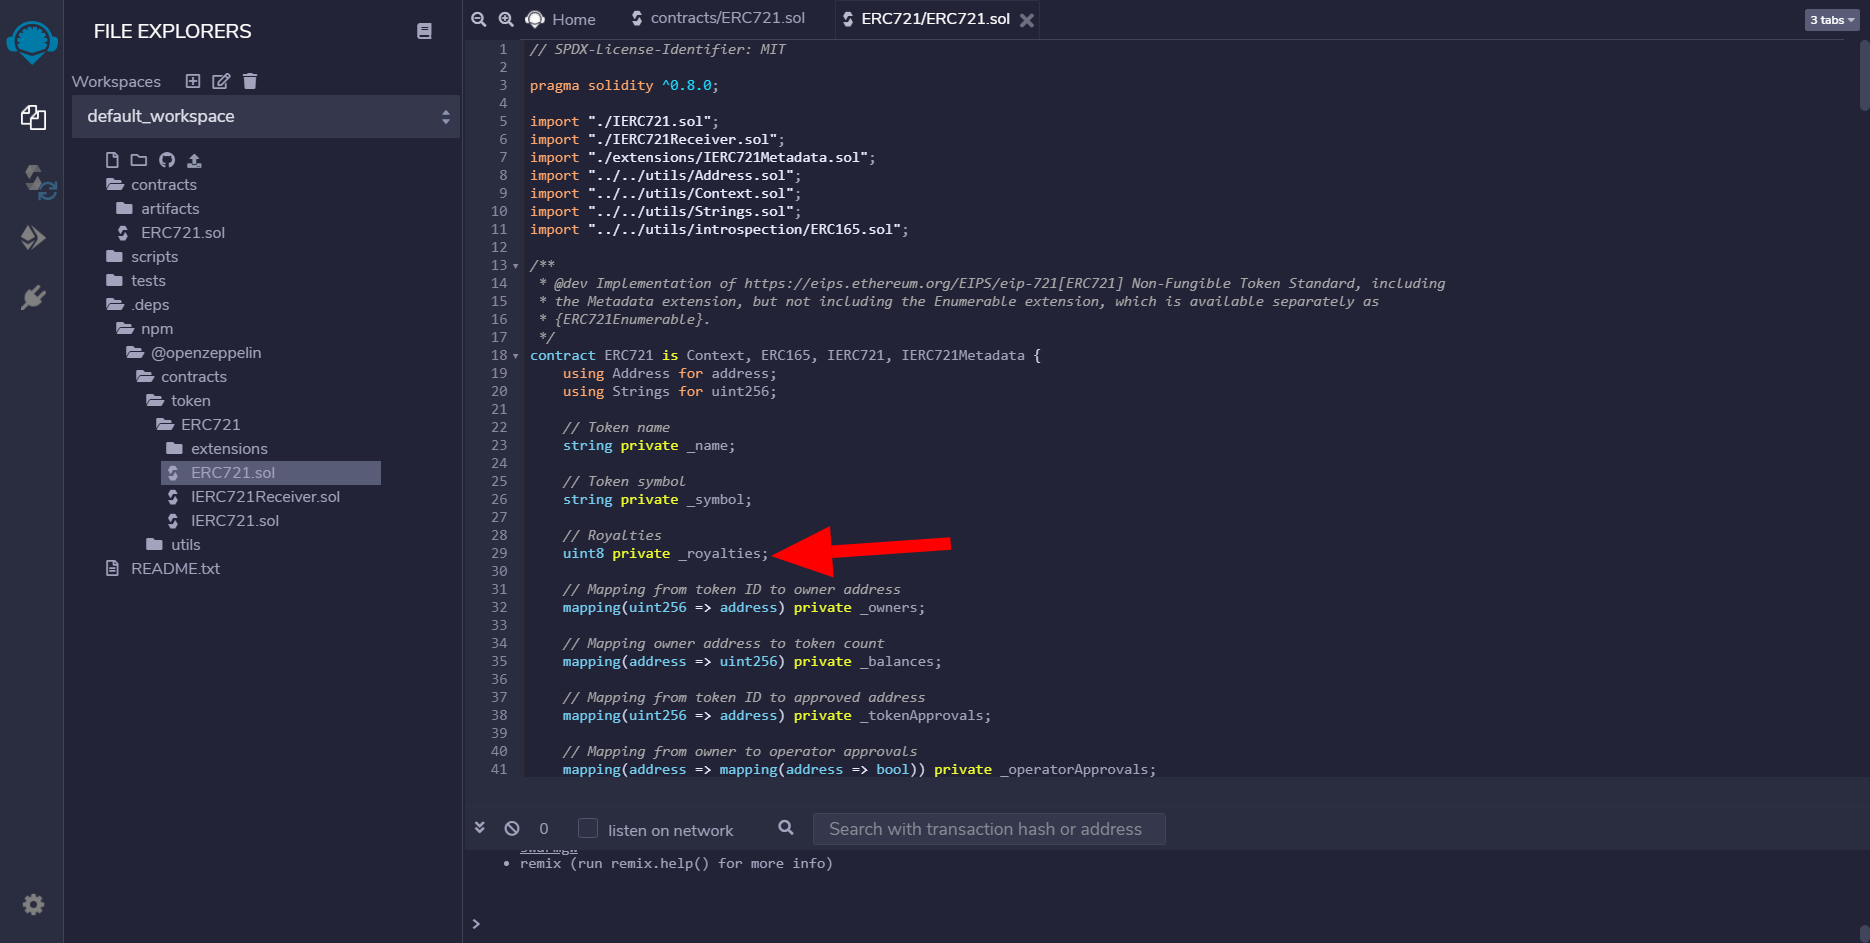 FILE EXPLORERS
Workspaces
default_workspace
contracts
artifacts
ERC721.sol
scripts
tests
.deps
npm
@openzeppelin
contracts
token
ERC721
extensions
ERC721.sol
IERC721Receiver.sol
IERC721.sol
utils
README.txt
Home
contracts/ERC721.sol
ERC721/ERC721.sol
3 tabs
1 // SPDX-License-Identifier: MIT
2
3 pragma solidity ^0.8.0;
4
5 import "./IERC721.sol";
6 import "./IERC721Receiver.sol";
7 import "./extensions/IERC721Metadata.sol";
8 import "../../utils/Address.sol";
9 import "../../utils/Context.sol";
10 import "../../utils/Strings.sol";
11 import "../../utils/introspection/ERC165.sol";
12
13 /**
14 * @dev Implementation of https://eips.ethereum.org/EIPS/eip-721[ERC721] Non-Fungible Token Standard, including
15 * the Metadata extension, but not including the Enumerable extension, which is available separately as
16 * {ERC721Enumerable}.
17 */
18 contract ERC721 is Context, ERC165, IERC721, IERC721Metadata {
19 using Address for address;
20 using Strings for uint256;
21
22 // Token name
23 string private _name;
24
25 // Token symbol
26 string private _symbol;
27
28 // Royalties
29 uint8 private _royalties;
30
31 // Mapping from token ID to owner address
32 mapping(uint256 => address) private _owners;
33
34 // Mapping owner address to token count
35 mapping(address => uint256) private _balances;
36
37 // Mapping from token ID to approved address
38 mapping(uint256 => address) private _tokenApprovals;
39
40 // Mapping from owner to operator approvals
41 mapping(address => mapping(address => bool)) private _operatorApprovals;
0
listen on network
Search with transaction hash or address
swarmgw
• remix (run remix.help() for more info)
>